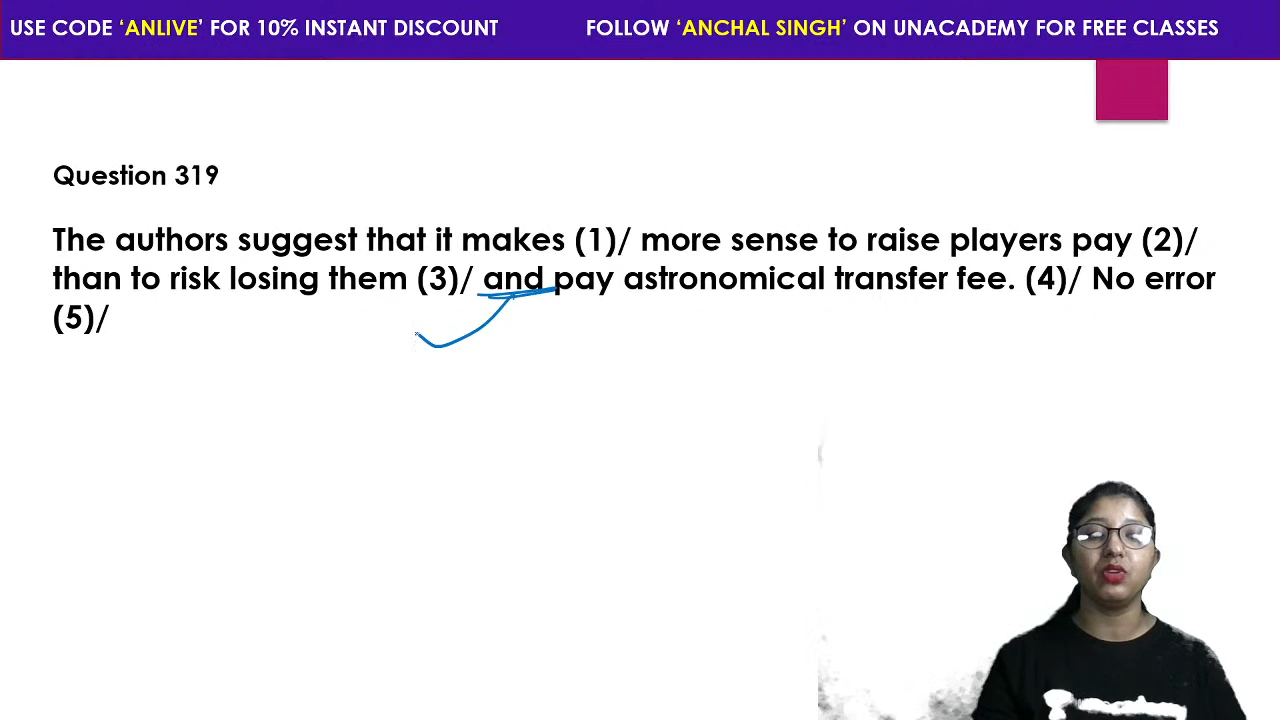 USE CODE ‘ANLIVE’ FOR 10% INSTANT DISCOUNT FOLLOW ‘ANCHAL SINGH’ ON UNACADEMY FOR FREE CLASSES
Question 319
The authors suggest that it makes (1)/ more sense to raise players pay (2)/
than to risk losing them (3)/ and pay astronomical transfer fee. (4)/ No error
(5)/